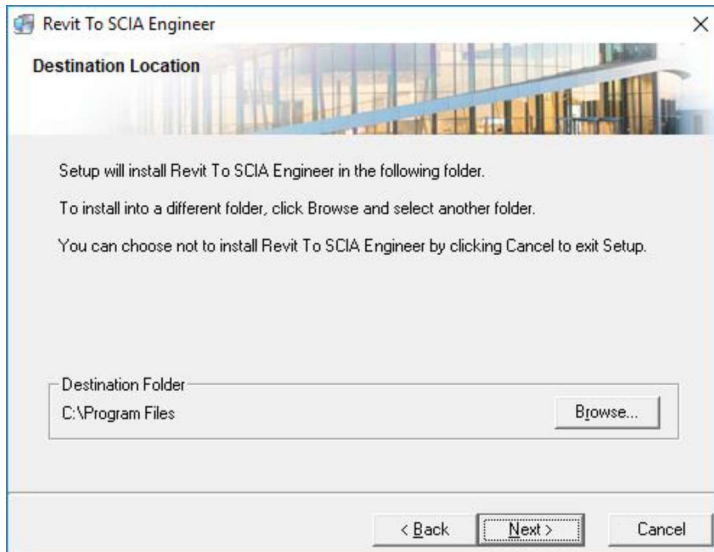 Revit To SCIA Engineer
Destination Location
Setup will install Revit To SCIA Engineer in the following folder.
To install into a different folder, click Browse and select another folder.
You can choose not to install Revit To SCIA Engineer by clicking Cancel to exit Setup.
Destination Folder
C:\Program Files
Browse...
< Back
Next >
Cancel